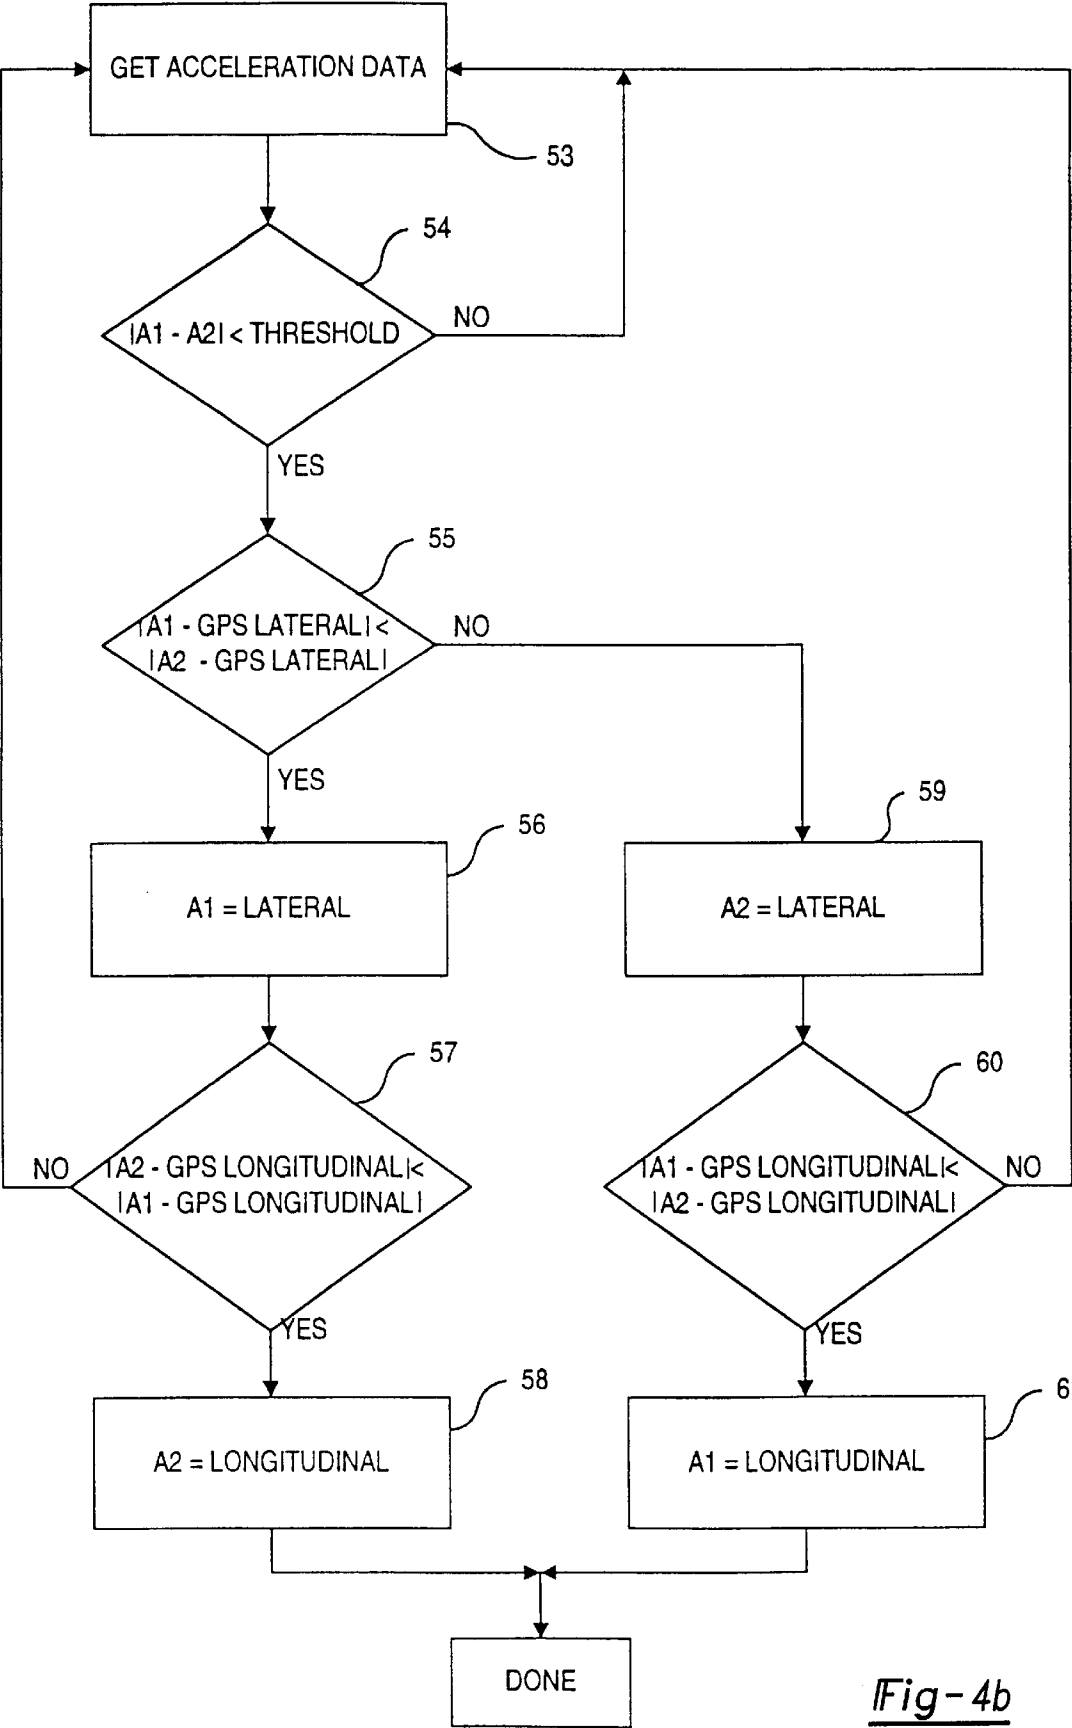 GET ACCELERATION DATA
53
54
|A1 - A2| < THRESHOLD
NO
YES
55
|A1 - GPS LATERAL| <
|A2 - GPS LATERAL|
NO
YES
56
59
A1 = LATERAL
A2 = LATERAL
57
60
NO
|A2 - GPS LONGITUDINAL| <
|A1 - GPS LONGITUDINAL|
|A1 - GPS LONGITUDINAL| <
|A2 - GPS LONGITUDINAL|
NO
YES
YES
58
6
A2 = LONGITUDINAL
A1 = LONGITUDINAL
DONE
Fig-4b